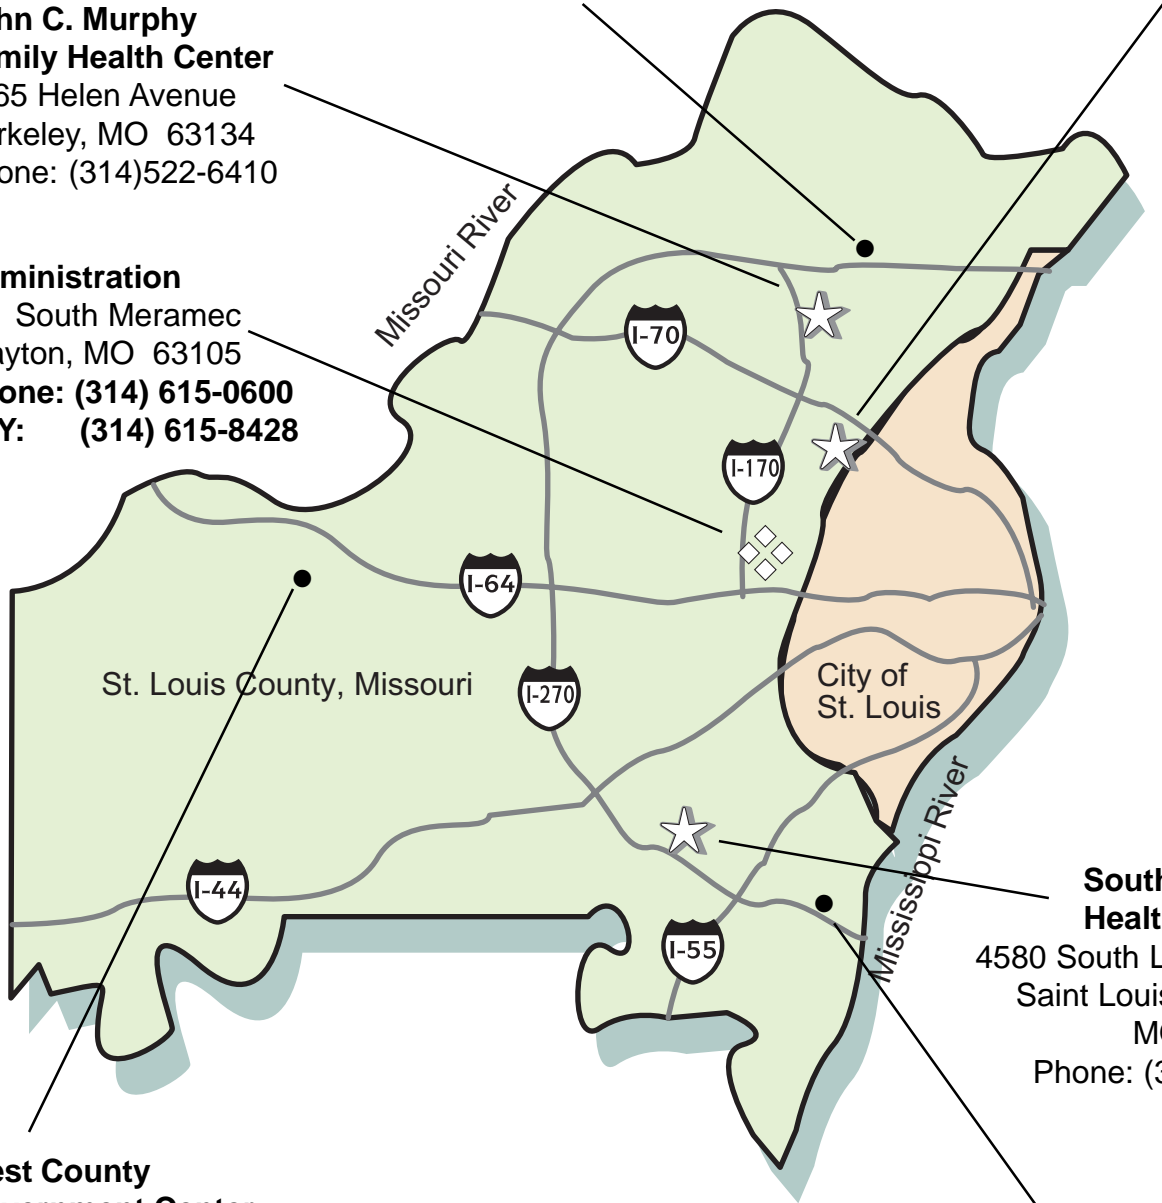 hn C. Murphy
mily Health Center
65 Helen Avenue
rkeley, MO  63134
one: (314)522-6410
ministration
South Meramec
ayton, MO  63105
one: (314) 615-0600
Y:  (314) 615-8428
Missouri River
I-70
I-170
I-64
St. Louis County, Missouri
I-270
City of
St. Louis
Mississippi River
I-44
I-55
South
Healt
4580 South L
Saint Louis
MO
Phone: (3
est County
vernment Center